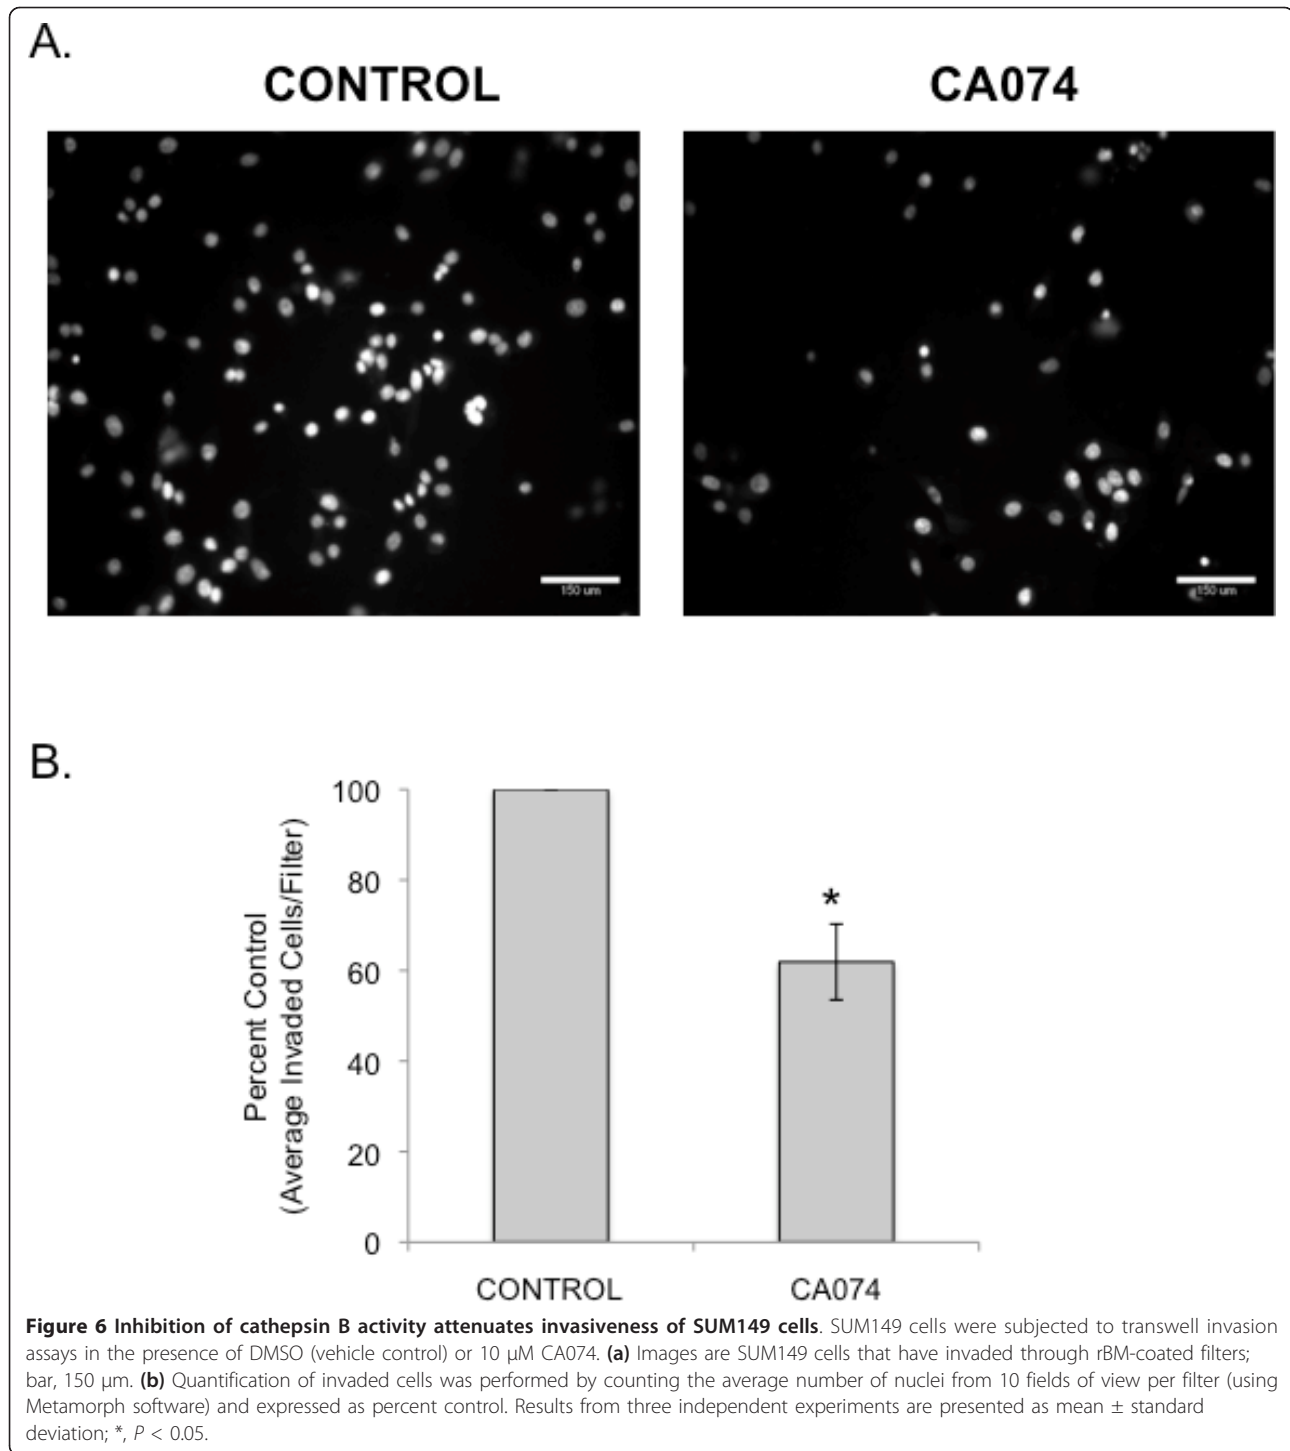 A.
CONTROL CA074
150 um 150 um
B.
100
80
60
40
20
0
Percent Control
(Average Invaded Cells/Filter)
*
CONTROL CA074
Figure 6 Inhibition of cathepsin B activity attenuates invasiveness of SUM149 cells. SUM149 cells were subjected to transwell invasion
assays in the presence of DMSO (vehicle control) or 10 μM CA074. (a) Images are SUM149 cells that have invaded through rBM-coated filters;
bar, 150 μm. (b) Quantification of invaded cells was performed by counting the average number of nuclei from 10 fields of view per filter (using
Metamorph software) and expressed as percent control. Results from three independent experiments are presented as mean ± standard
deviation; *, P < 0.05.